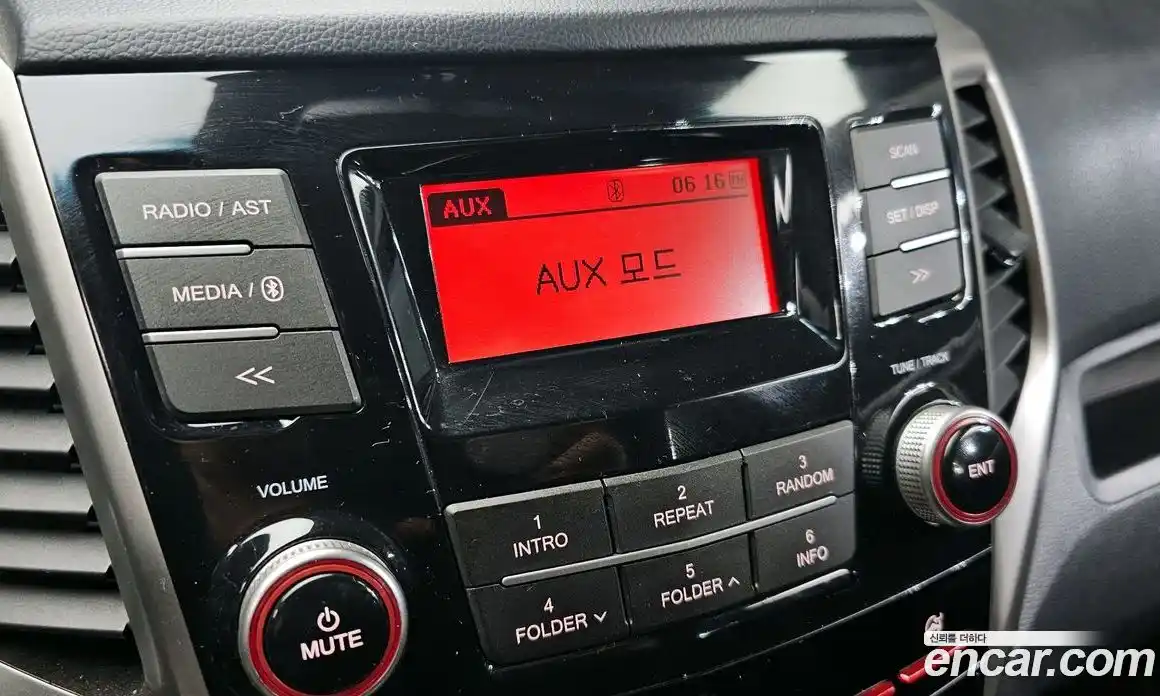 RADIO / AST
MEDIA /
<<
AUX
06 16
AUX 모드
SCAN
SET / DISP
>>
TUNE / TRACK
ENT
VOLUME
MUTE
1
INTRO
2
REPEAT
3
RANDOM
4
FOLDER
5
FOLDER
6
INFO
신뢰를 더하다
encar.com